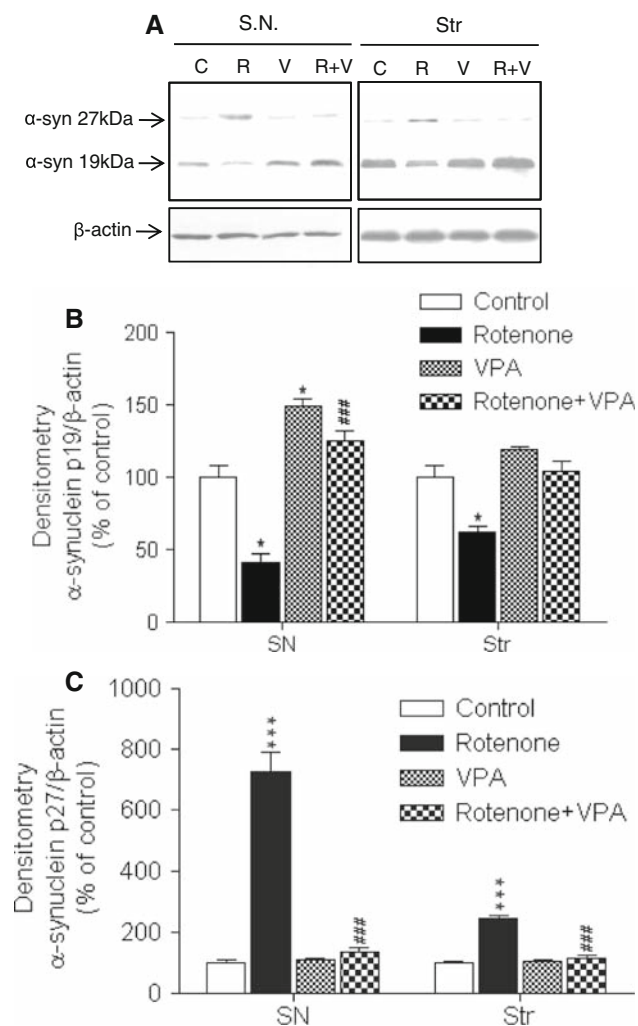 A
S.N.
Str
C R V R+V
C R V R+V
α-syn 27kDa
α-syn 19kDa
β-actin
B
Densitometry
α-synuclein p19/β-actin
(% of control)
200
150
100
50
0
Control
Rotenone
VPA
Rotenone+VPA
*
*
###
*
SN
Str
C
Densitometry
α-synuclein p27/β-actin
(% of control)
1000
800
600
400
200
0
Control
Rotenone
VPA
Rotenone+VPA
***
###
***
###
SN
Str